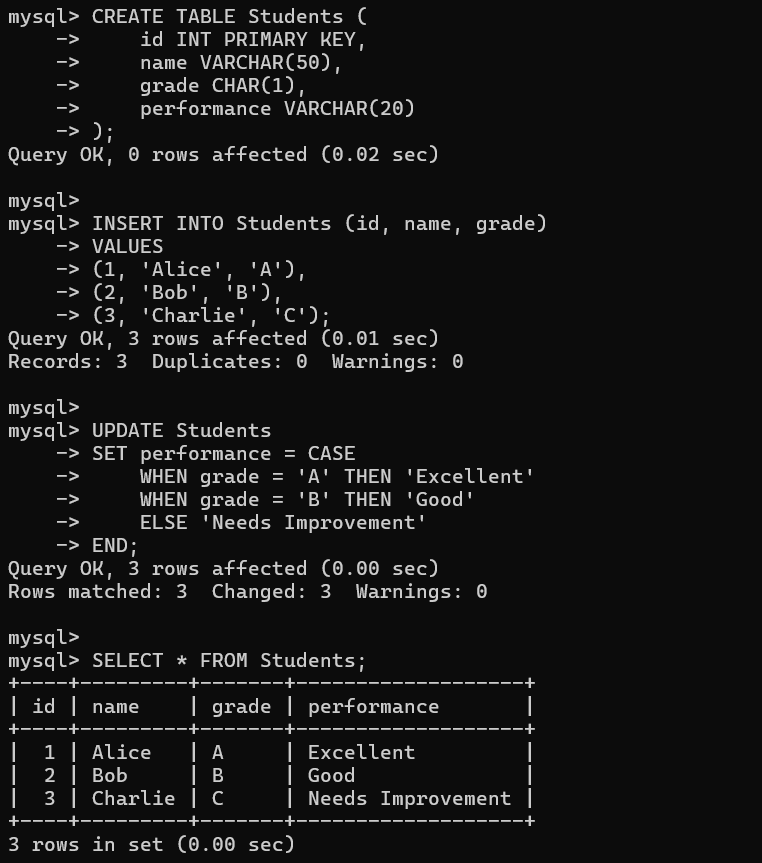 mysql> CREATE TABLE Students (
    ->     id INT PRIMARY KEY,
    ->     name VARCHAR(50),
    ->     grade CHAR(1),
    ->     performance VARCHAR(20)
    -> );
Query OK, 0 rows affected (0.02 sec)

mysql>
mysql> INSERT INTO Students (id, name, grade)
    -> VALUES
    -> (1, 'Alice', 'A'),
    -> (2, 'Bob', 'B'),
    -> (3, 'Charlie', 'C');
Query OK, 3 rows affected (0.01 sec)
Records: 3  Duplicates: 0  Warnings: 0

mysql>
mysql> UPDATE Students
    -> SET performance = CASE
    ->     WHEN grade = 'A' THEN 'Excellent'
    ->     WHEN grade = 'B' THEN 'Good'
    ->     ELSE 'Needs Improvement'
    -> END;
Query OK, 3 rows affected (0.00 sec)
Rows matched: 3  Changed: 3  Warnings: 0

mysql>
mysql> SELECT * FROM Students;
+----+---------+-------+-------------------+
| id | name    | grade | performance       |
+----+---------+-------+-------------------+
|  1 | Alice   | A     | Excellent         |
|  2 | Bob     | B     | Good              |
|  3 | Charlie | C     | Needs Improvement |
+----+---------+-------+-------------------+
3 rows in set (0.00 sec)